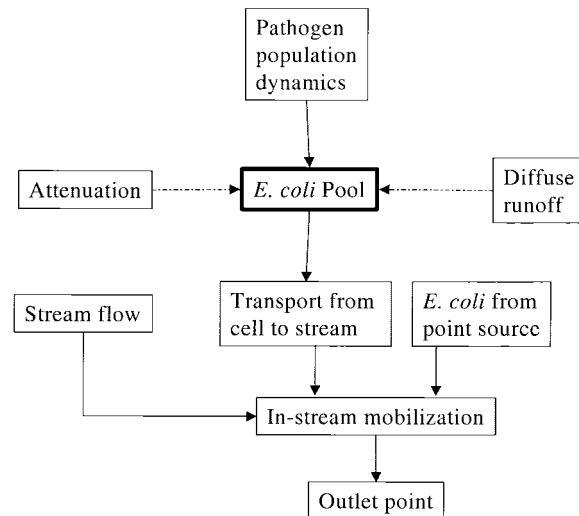 Pathogen
population
dynamics
Attenuation
E. coli Pool
Diffuse
runoff
Stream flow
Transport from
cell to stream
E. coli from
point source
In-stream mobilization
Outlet point